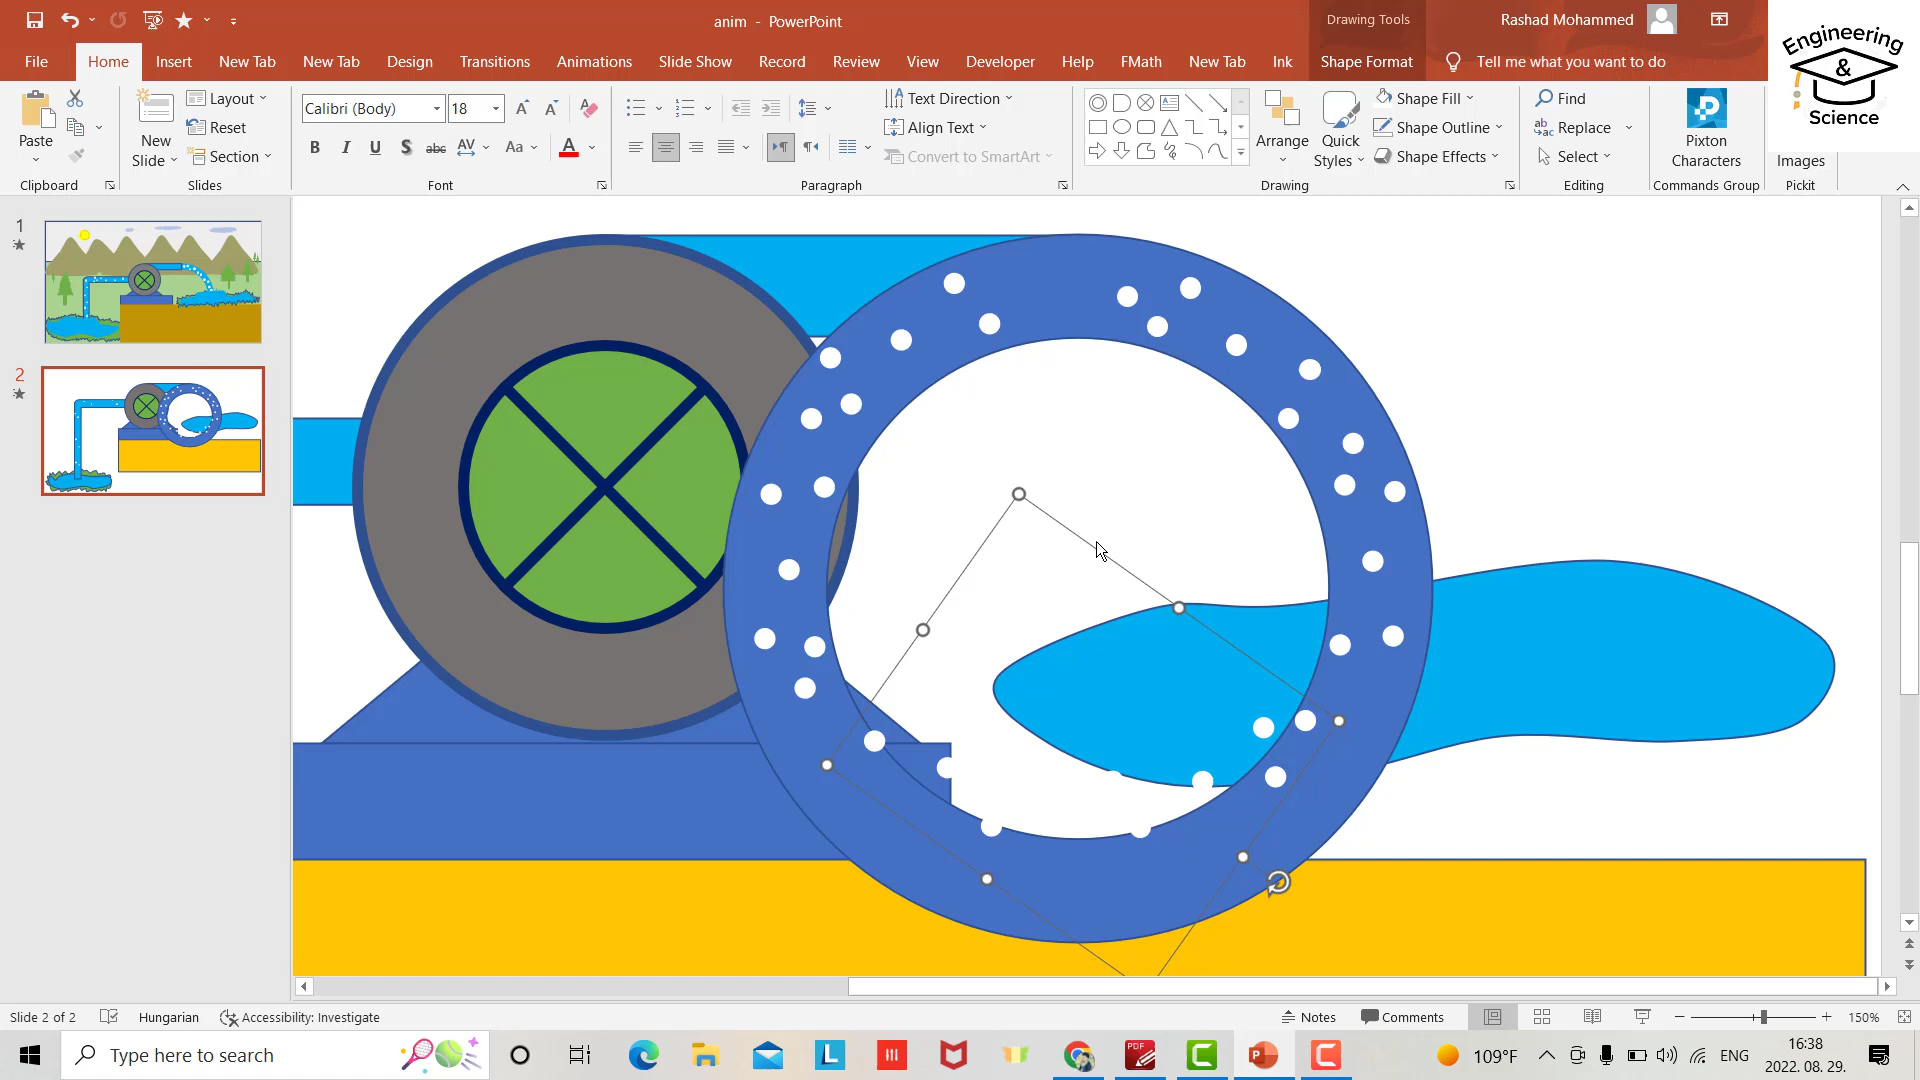 anim - PowerPoint
Drawing Tools
Rashad Mohammed
File
Home
Insert
New Tab
New Tab
Design
Transitions
Animations
Slide Show
Record
Review
View
Developer
Help
FMath
New Tab
Ink
Shape Format
Tell me what you want to do
Engineering
&
Science
Paste
New
Slide
Layout
Reset
Section
Calibri (Body)
18
Text Direction
Align Text
Convert to SmartArt
Arrange
Quick
Styles
Shape Fill
Shape Outline
Shape Effects
Find
Replace
Select
Pixton
Characters
Images
Clipboard
Slides
Font
Paragraph
Drawing
Editing
Commands Group
Pickit
1
2
Slide 2 of 2
Hungarian
Accessibility: Investigate
Notes
Comments
150%
Type here to search
109°F
ENG
16:38
2022. 08. 29.